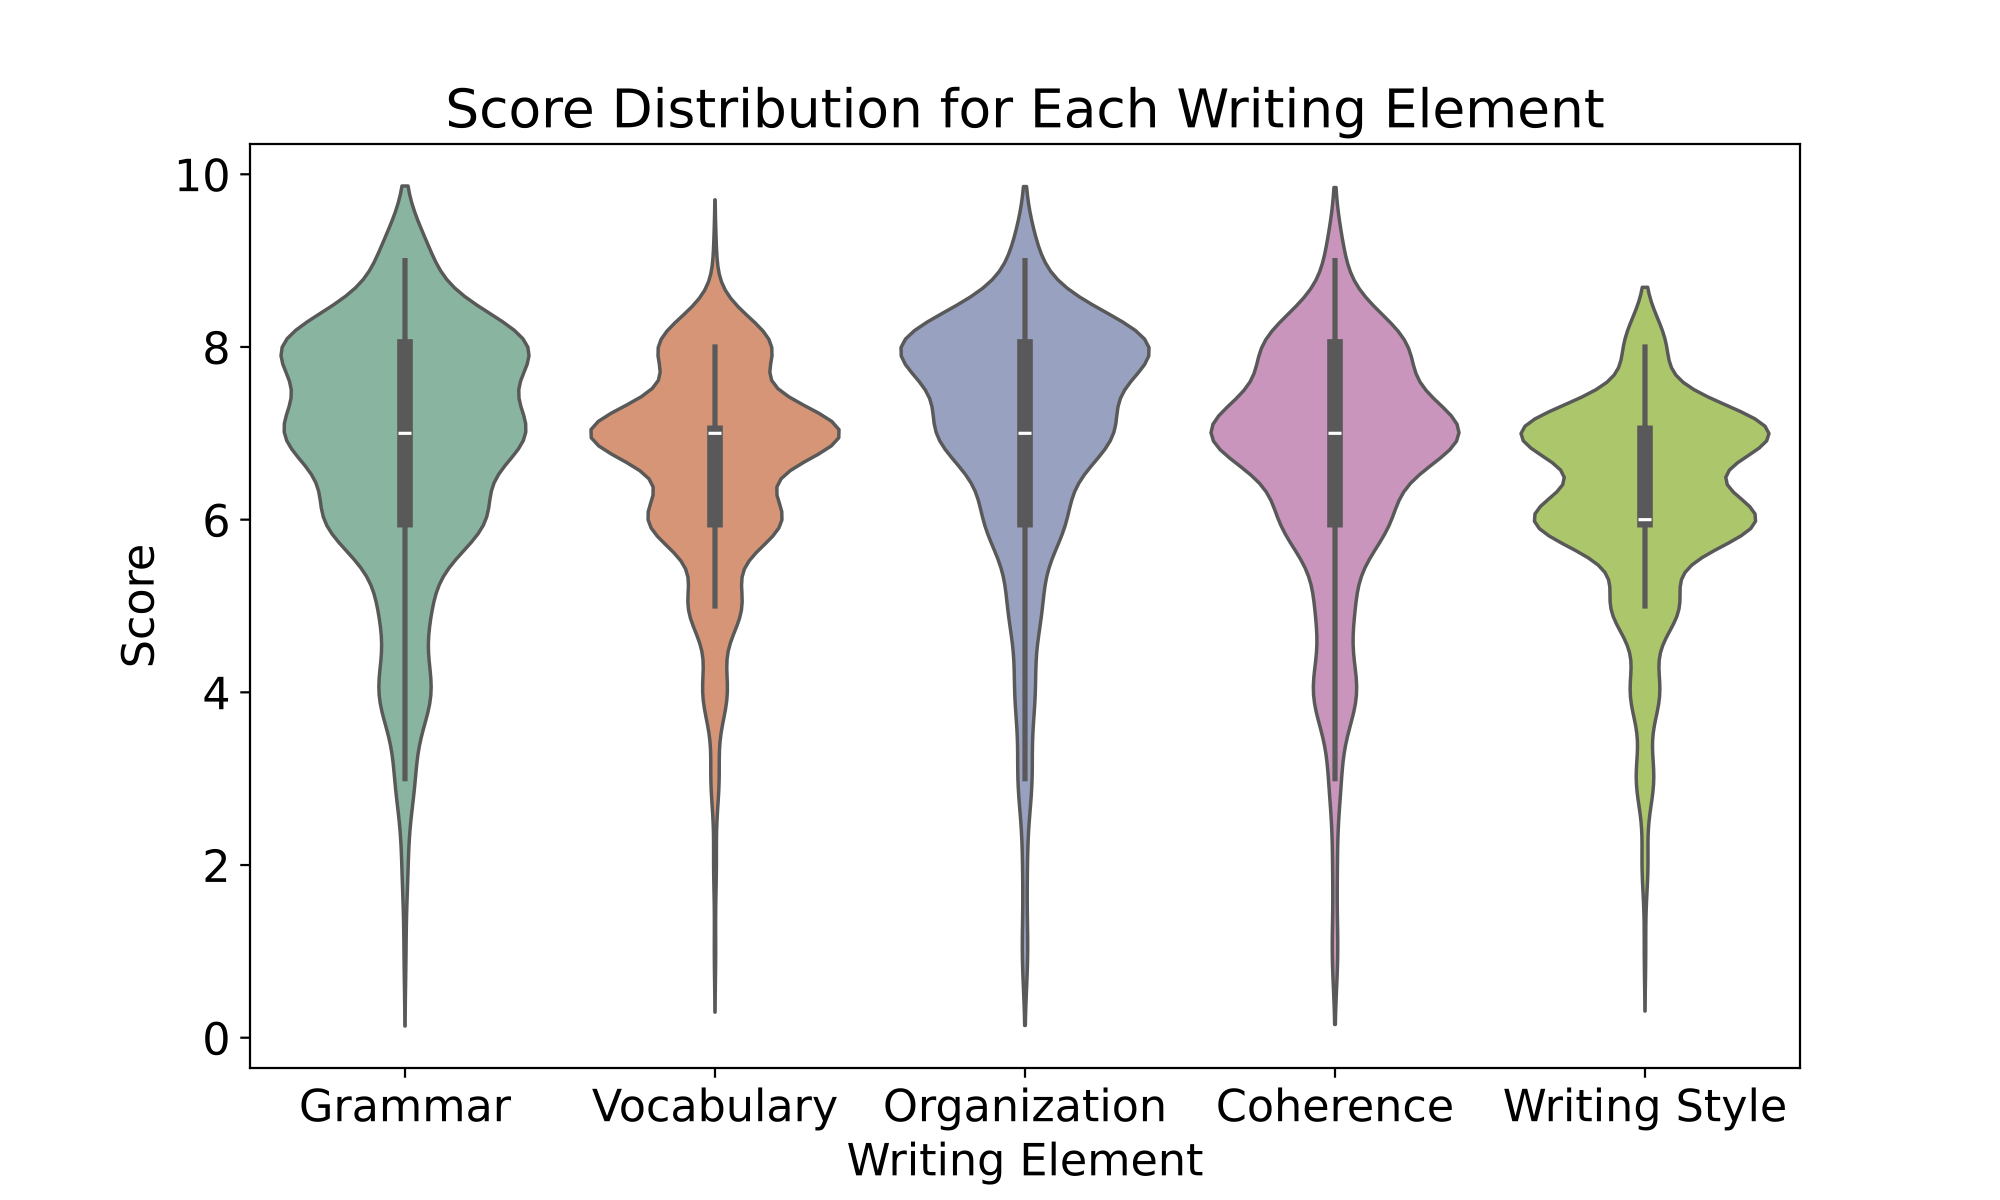 Score Distribution for Each Writing Element
10
8
6
4
2
0
Score
Grammar Vocabulary Organization Coherence Writing Style
Writing Element